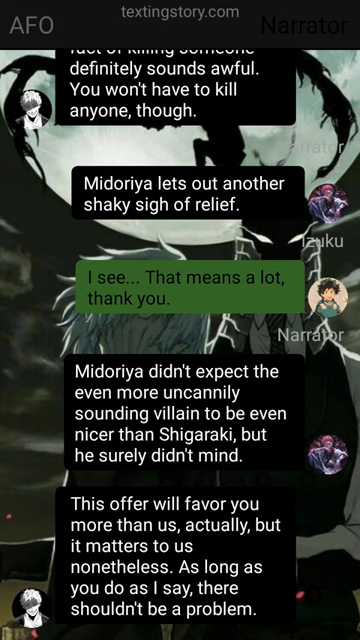 textingstory.com
AFO
Narrator
fact of killing someone
definitely sounds awful.
You won't have to kill
anyone, though.
Narrator
Midoriya lets out another
shaky sigh of relief.
Izuku
I see... That means a lot,
thank you.
Narrator
Midoriya didn't expect the
even more uncannily
sounding villain to be even
nicer than Shigaraki, but
he surely didn't mind.
This offer will favor you
more than us, actually, but
it matters to us
nonetheless. As long as
you do as I say, there
shouldn't be a problem.